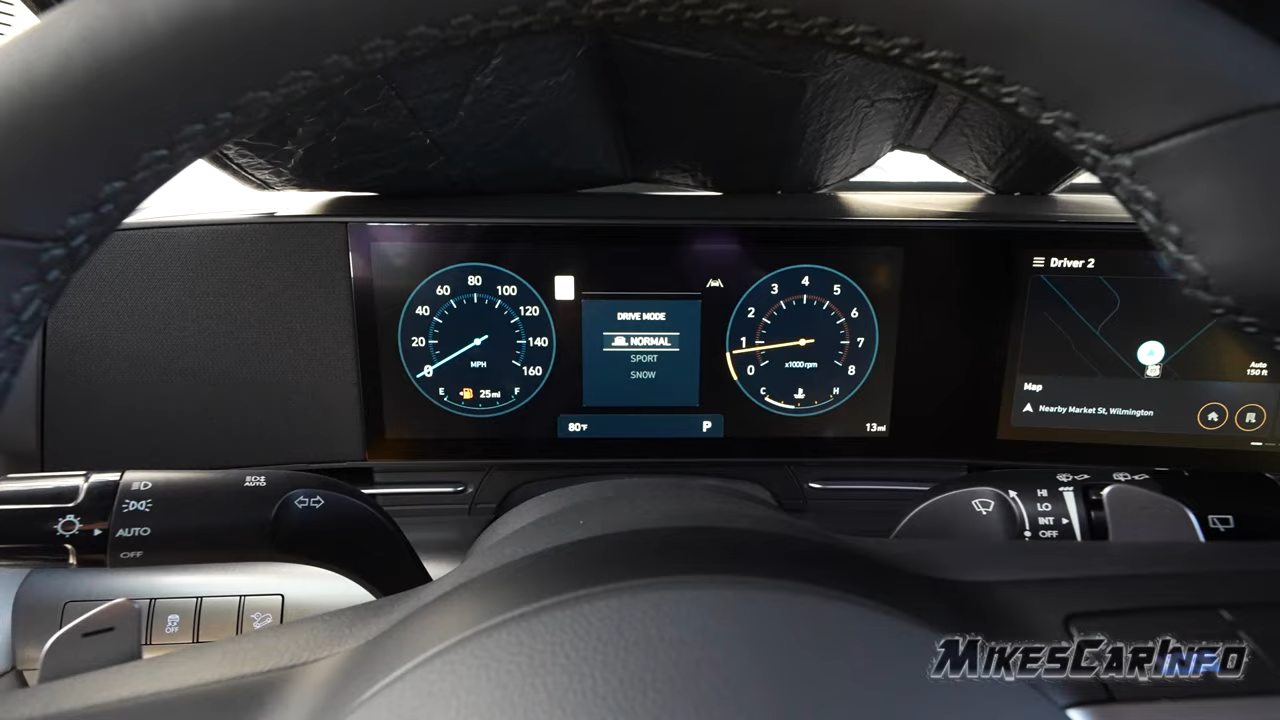 80
60
100
40
120
20
140
0
160
MPH
E
25mi
F
DRIVE MODE
NORMAL
SPORT
SNOW
80°F
P
4
3
5
2
6
1
7
0
8
x1000 rpm
C
H
13mi
Driver 2
Auto
150 ft
Map
Nearby Market St, Wilmington
AUTO
AUTO
OFF
OFF
HI
LO
INT
OFF
MIKESCARINFO